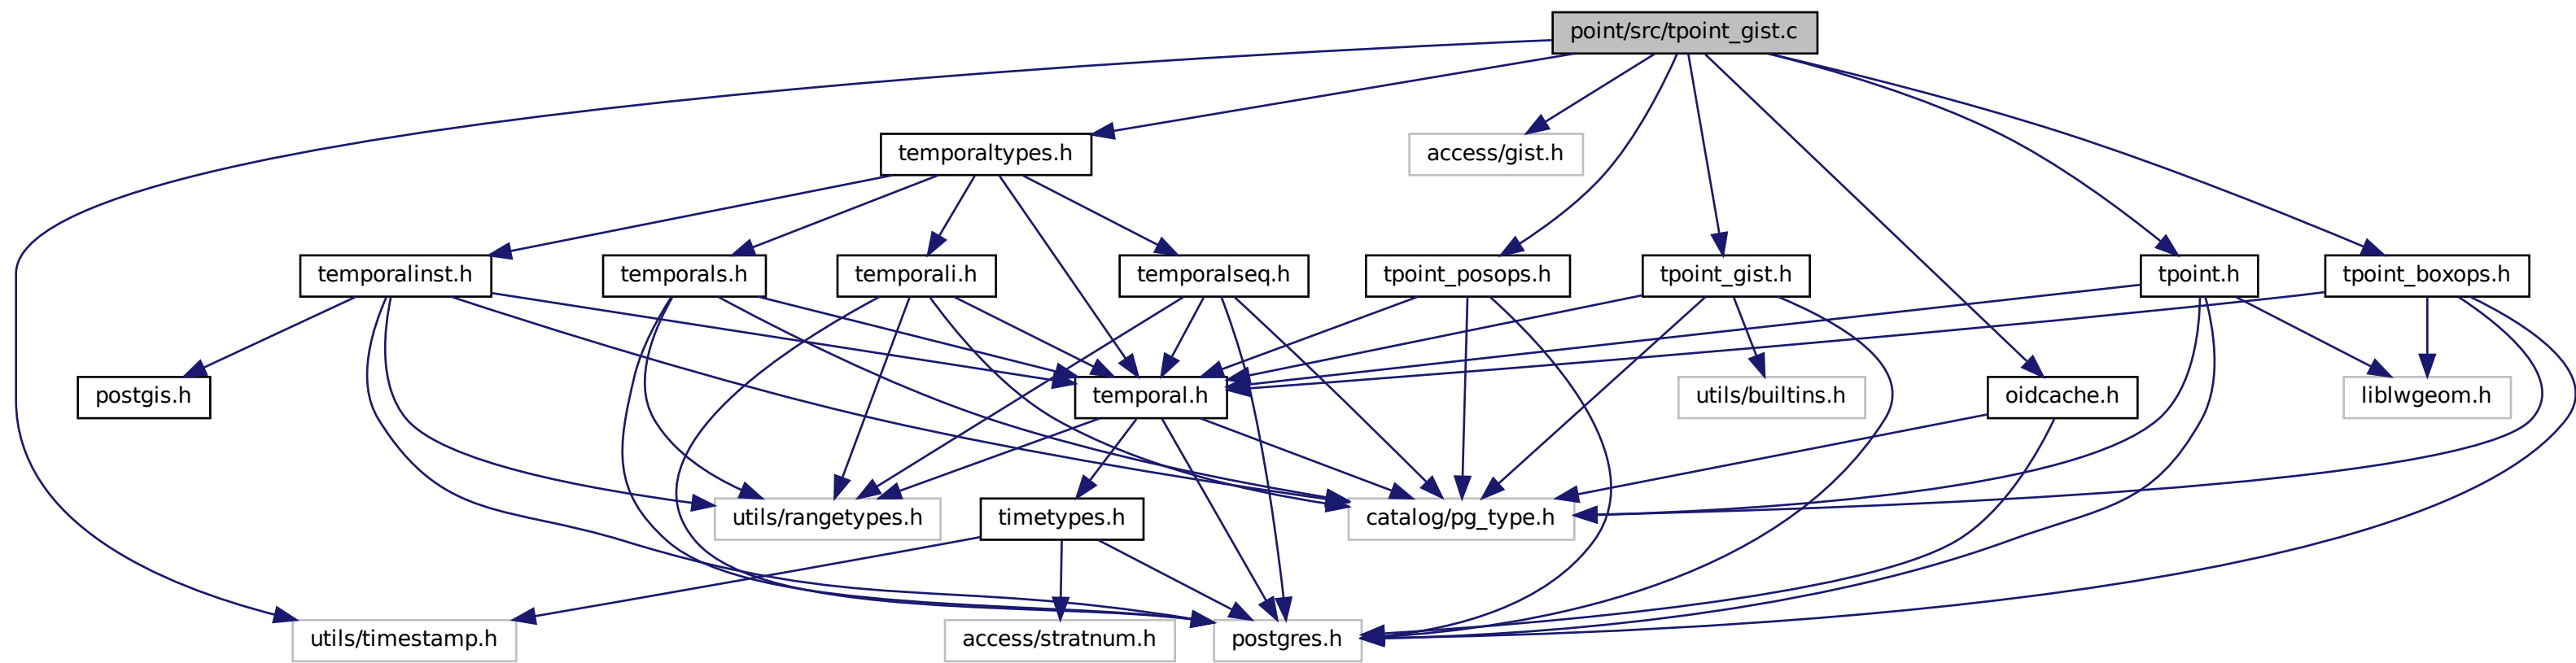 point/src/tpoint_gist.c
temporaltypes.h
access/gist.h
temporalinst.h
temporals.h
temporali.h
temporalseq.h
tpoint_posops.h
tpoint_gist.h
tpoint.h
tpoint_boxops.h
postgis.h
temporal.h
utils/builtins.h
oidcache.h
liblwgeom.h
utils/rangetypes.h
timetypes.h
catalog/pg_type.h
utils/timestamp.h
access/stratnum.h
postgres.h